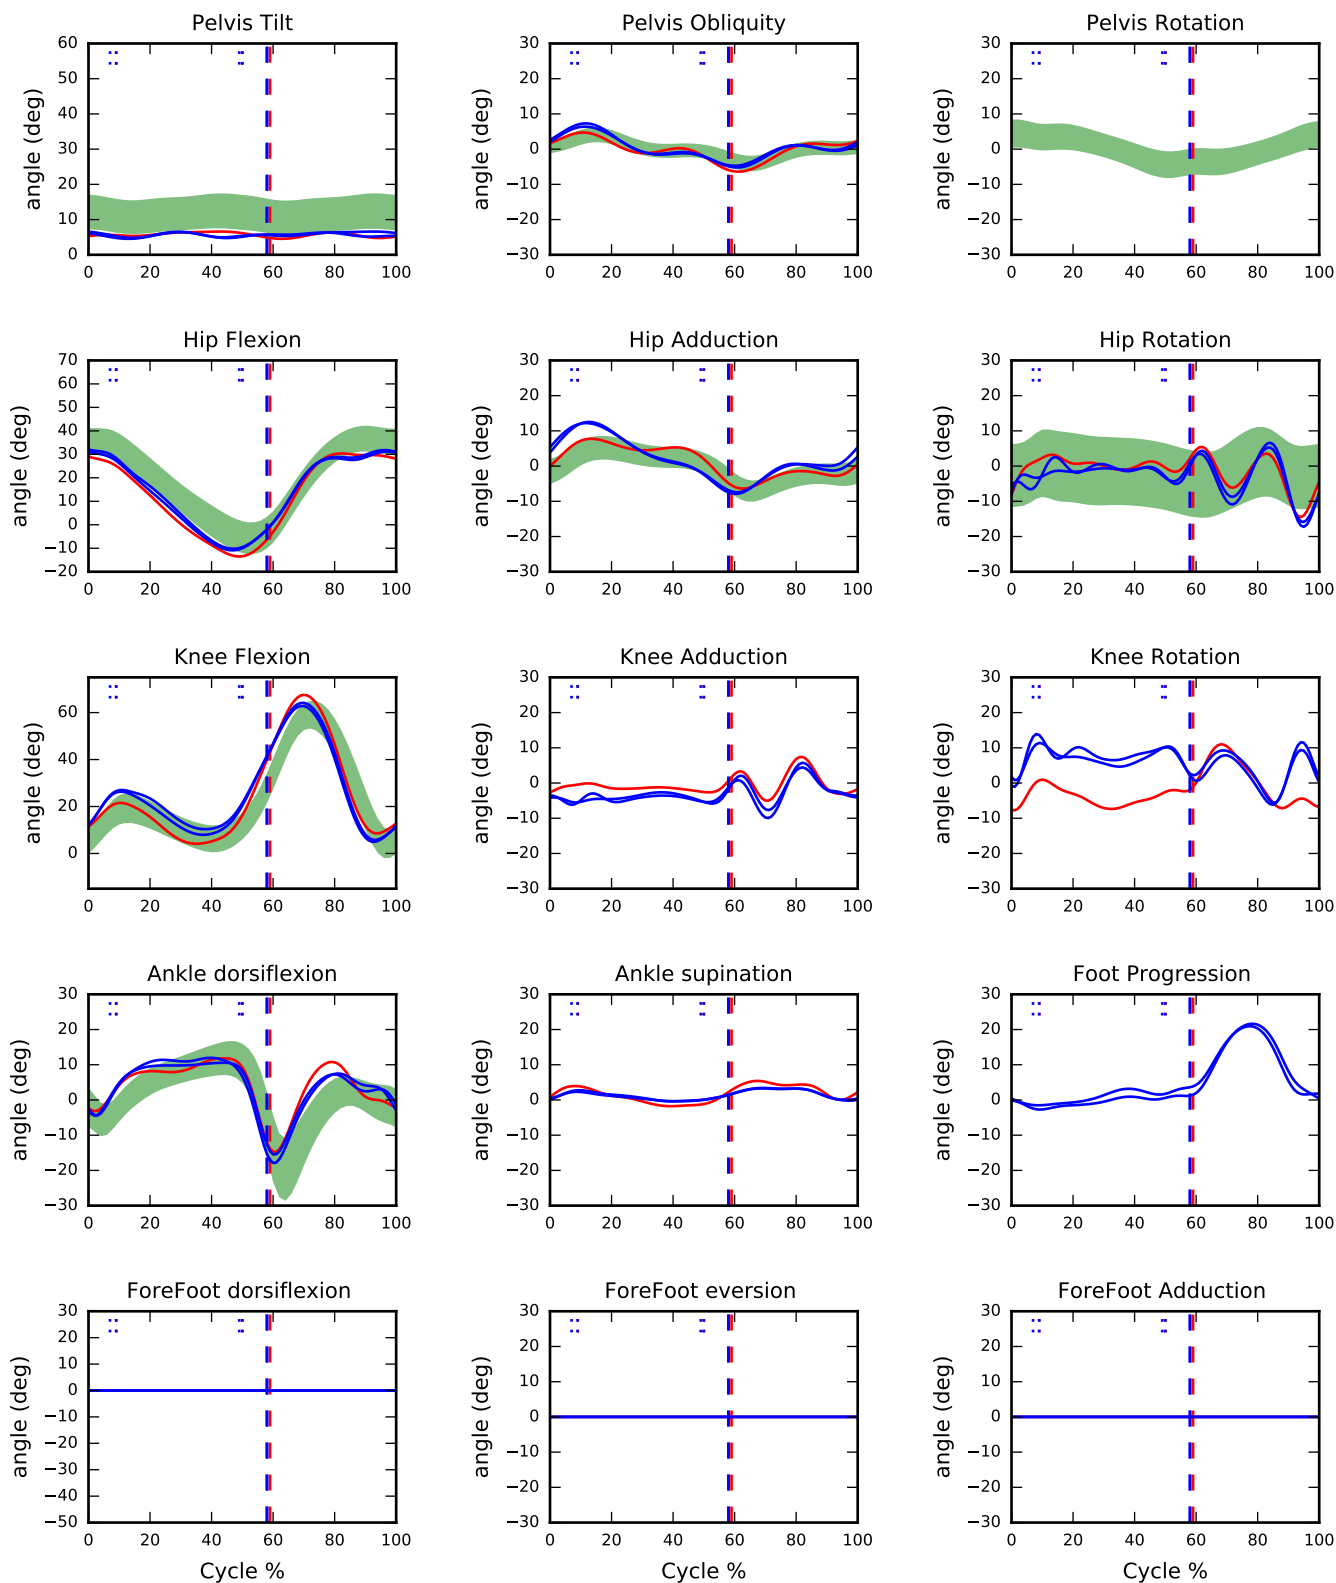 Pelvis Tilt
angle (deg)
60
50
40
30
20
10
0
0 20 40 60 80 100
Pelvis Obliquity
angle (deg)
30
20
10
0
−10
−20
−30
0 20 40 60 80 100
Pelvis Rotation
angle (deg)
30
20
10
0
−10
−20
−30
0 20 40 60 80 100
Hip Flexion
angle (deg)
70
60
50
40
30
20
10
0
−10
−20
0 20 40 60 80 100
Hip Adduction
angle (deg)
30
20
10
0
−10
−20
−30
0 20 40 60 80 100
Hip Rotation
angle (deg)
30
20
10
0
−10
−20
−30
0 20 40 60 80 100
Knee Flexion
angle (deg)
60
40
20
0
0 20 40 60 80 100
Knee Adduction
angle (deg)
30
20
10
0
−10
−20
−30
0 20 40 60 80 100
Knee Rotation
angle (deg)
30
20
10
0
−10
−20
−30
0 20 40 60 80 100
Ankle dorsiflexion
angle (deg)
30
20
10
0
−10
−20
−30
0 20 40 60 80 100
Ankle supination
angle (deg)
30
20
10
0
−10
−20
−30
0 20 40 60 80 100
Foot Progression
angle (deg)
30
20
10
0
−10
−20
−30
0 20 40 60 80 100
ForeFoot dorsiflexion
angle (deg)
30
20
10
0
−10
−20
−30
−40
−50
0 20 40 60 80 100
Cycle %
ForeFoot eversion
angle (deg)
30
20
10
0
−10
−20
−30
0 20 40 60 80 100
Cycle %
ForeFoot Adduction
angle (deg)
30
20
10
0
−10
−20
−30
0 20 40 60 80 100
Cycle %